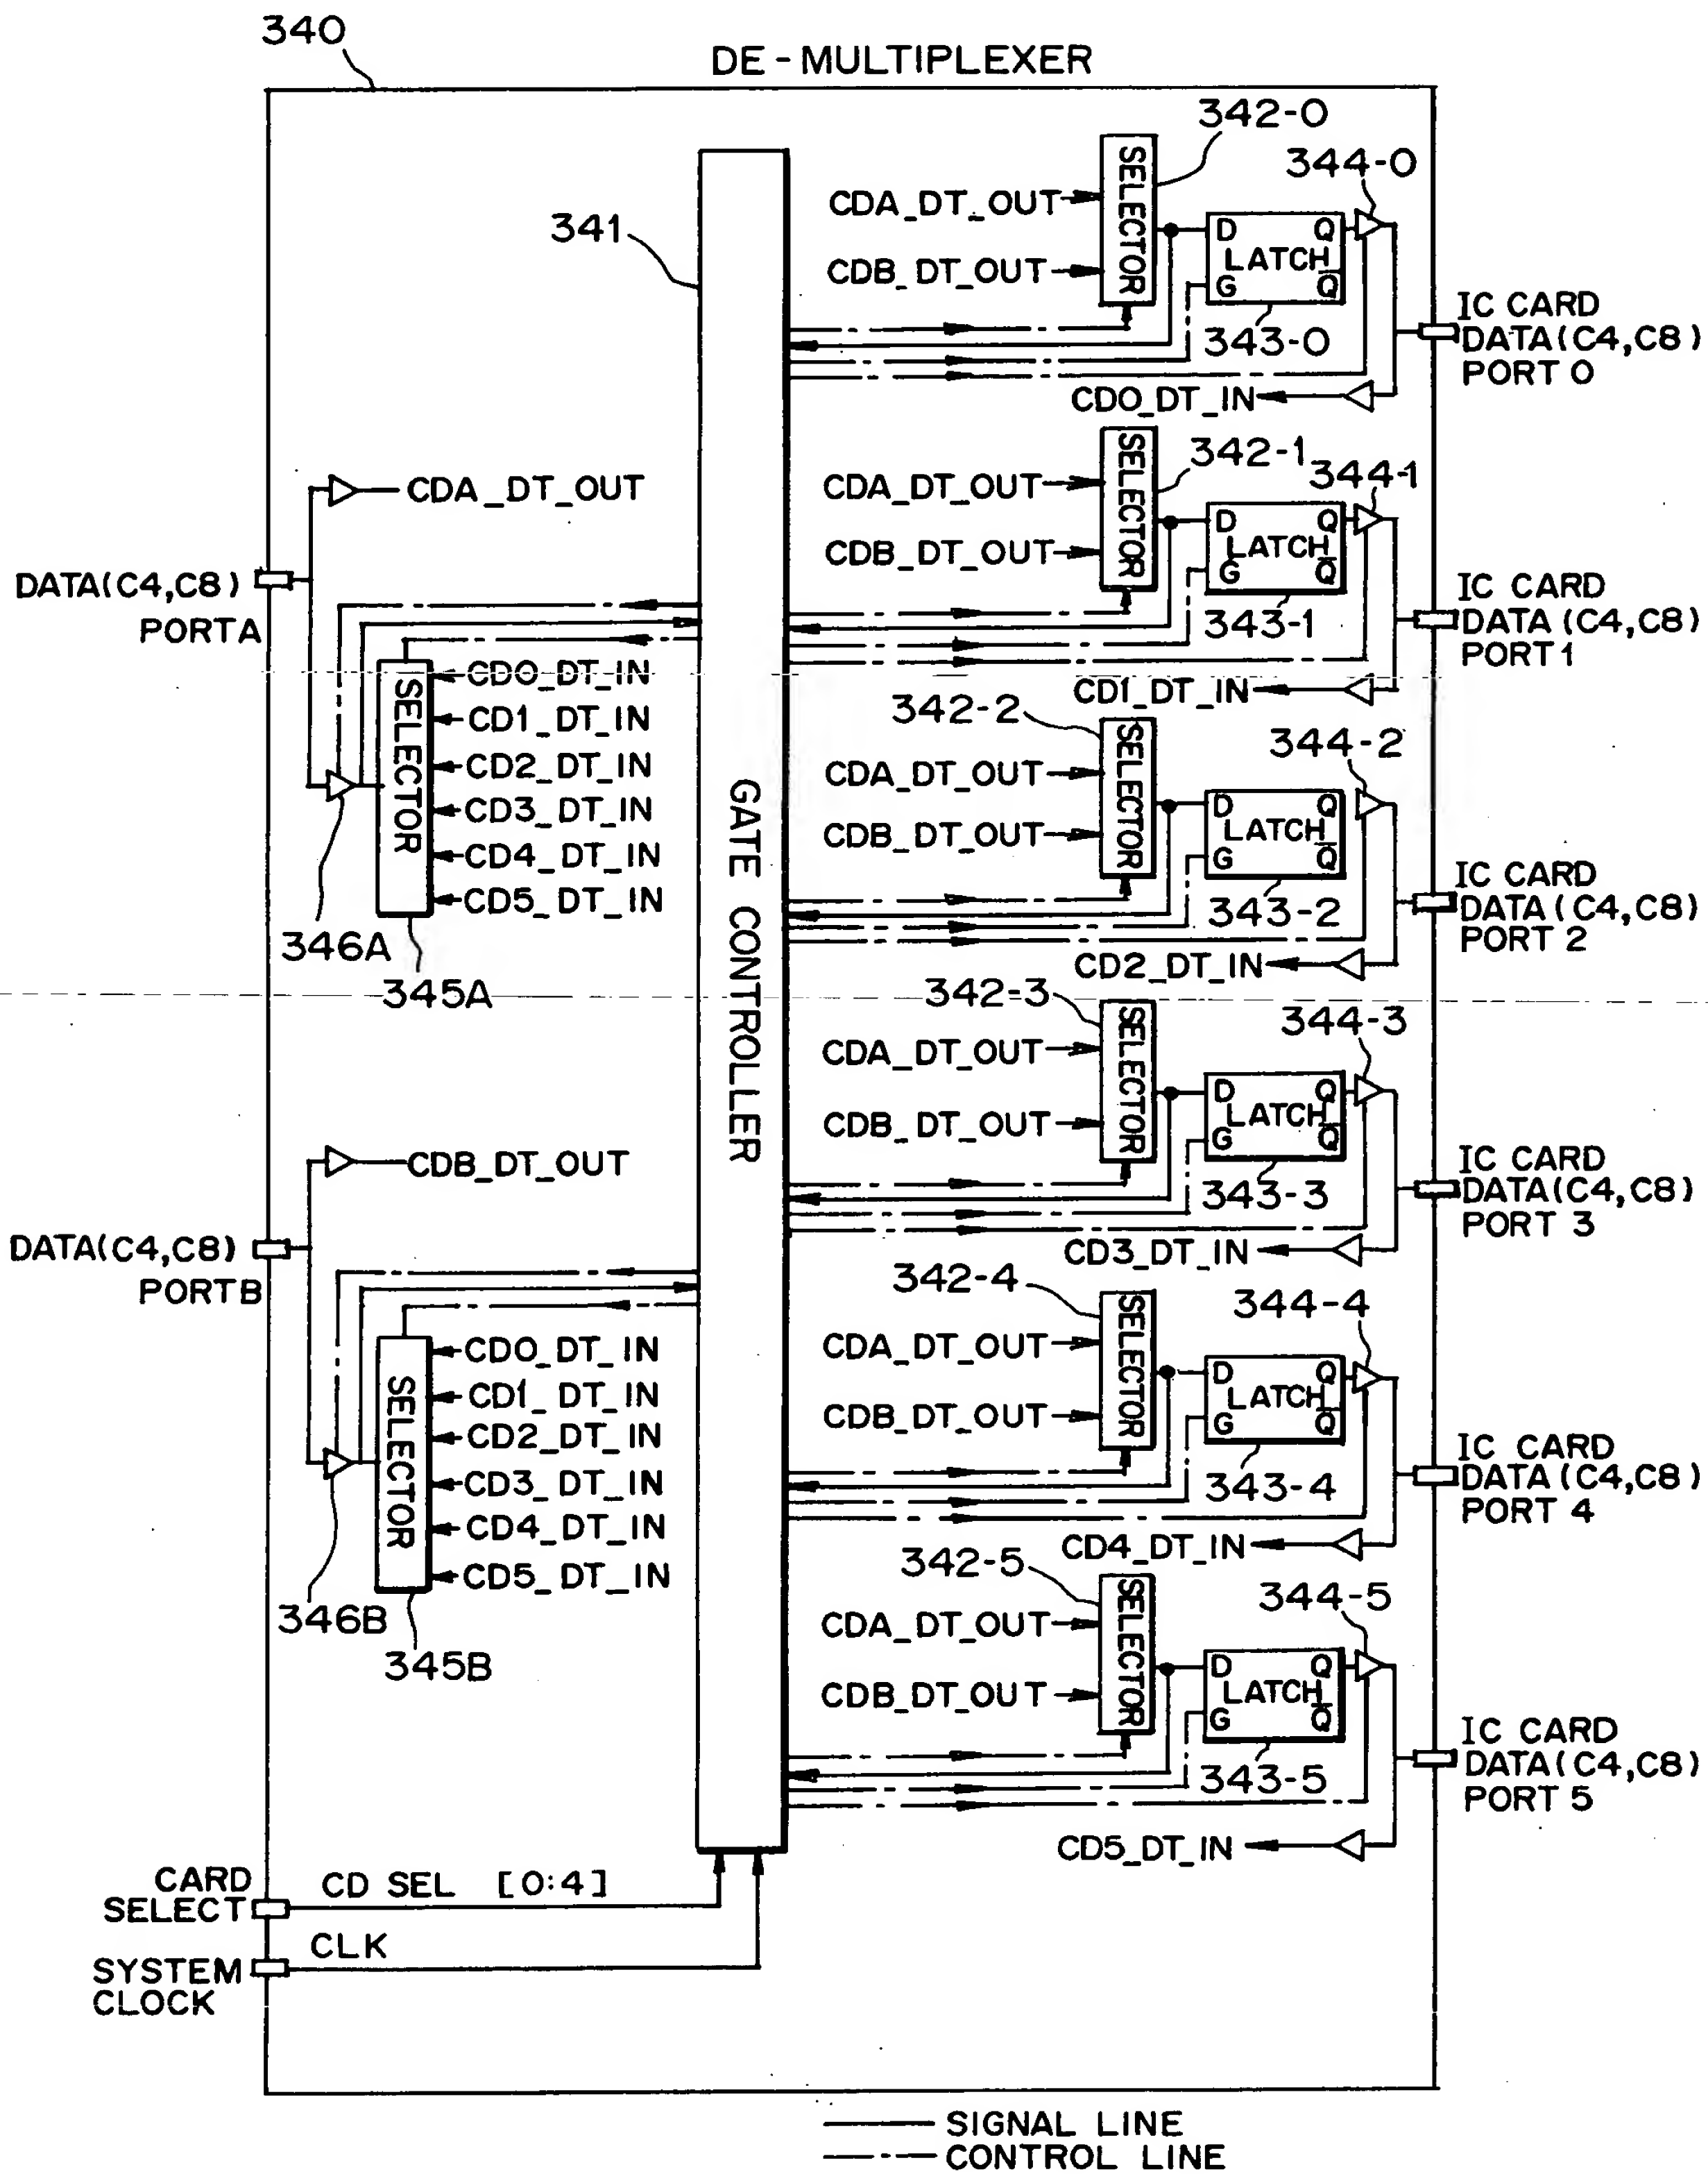 340
DE-MULTIPLEXER
342-0
344-0
SELECTOR
CDA_DT_OUT
CDB_DT_OUT
D Q
LATCH
G Q̅
343-0
IC CARD
DATA(C4,C8)
PORT 0
CD0_DT_IN
341
GATE CONTROLLER
342-1
344-1
SELECTOR
CDA_DT_OUT
CDB_DT_OUT
D Q
LATCH
G Q̅
343-1
IC CARD
DATA (C4,C8)
PORT 1
CD1_DT_IN
CDA_DT_OUT
DATA(C4,C8)
PORT A
SELECTOR
CD0_DT_IN
CD1_DT_IN
CD2_DT_IN
CD3_DT_IN
CD4_DT_IN
CD5_DT_IN
346A
345A
342-2
344-2
SELECTOR
CDA_DT_OUT
CDB_DT_OUT
D Q
LATCH
G Q̅
343-2
IC CARD
DATA(C4,C8)
PORT 2
CD2_DT_IN
342-3
344-3
SELECTOR
CDA_DT_OUT
CDB_DT_OUT
D Q
LATCH
G Q̅
343-3
IC CARD
DATA(C4,C8)
PORT 3
CD3_DT_IN
CDB_DT_OUT
DATA(C4,C8)
PORT B
SELECTOR
CD0_DT_IN
CD1_DT_IN
CD2_DT_IN
CD3_DT_IN
CD4_DT_IN
CD5_DT_IN
346B
345B
342-4
344-4
SELECTOR
CDA_DT_OUT
CDB_DT_OUT
D Q
LATCH
G Q̅
343-4
IC CARD
DATA(C4,C8)
PORT 4
CD4_DT_IN
342-5
344-5
SELECTOR
CDA_DT_OUT
CDB_DT_OUT
D Q
LATCH
G Q̅
343-5
IC CARD
DATA(C4,C8)
PORT 5
CD5_DT_IN
CARD
SELECT
CD SEL [0:4]
CLK
SYSTEM
CLOCK
SIGNAL LINE
CONTROL LINE